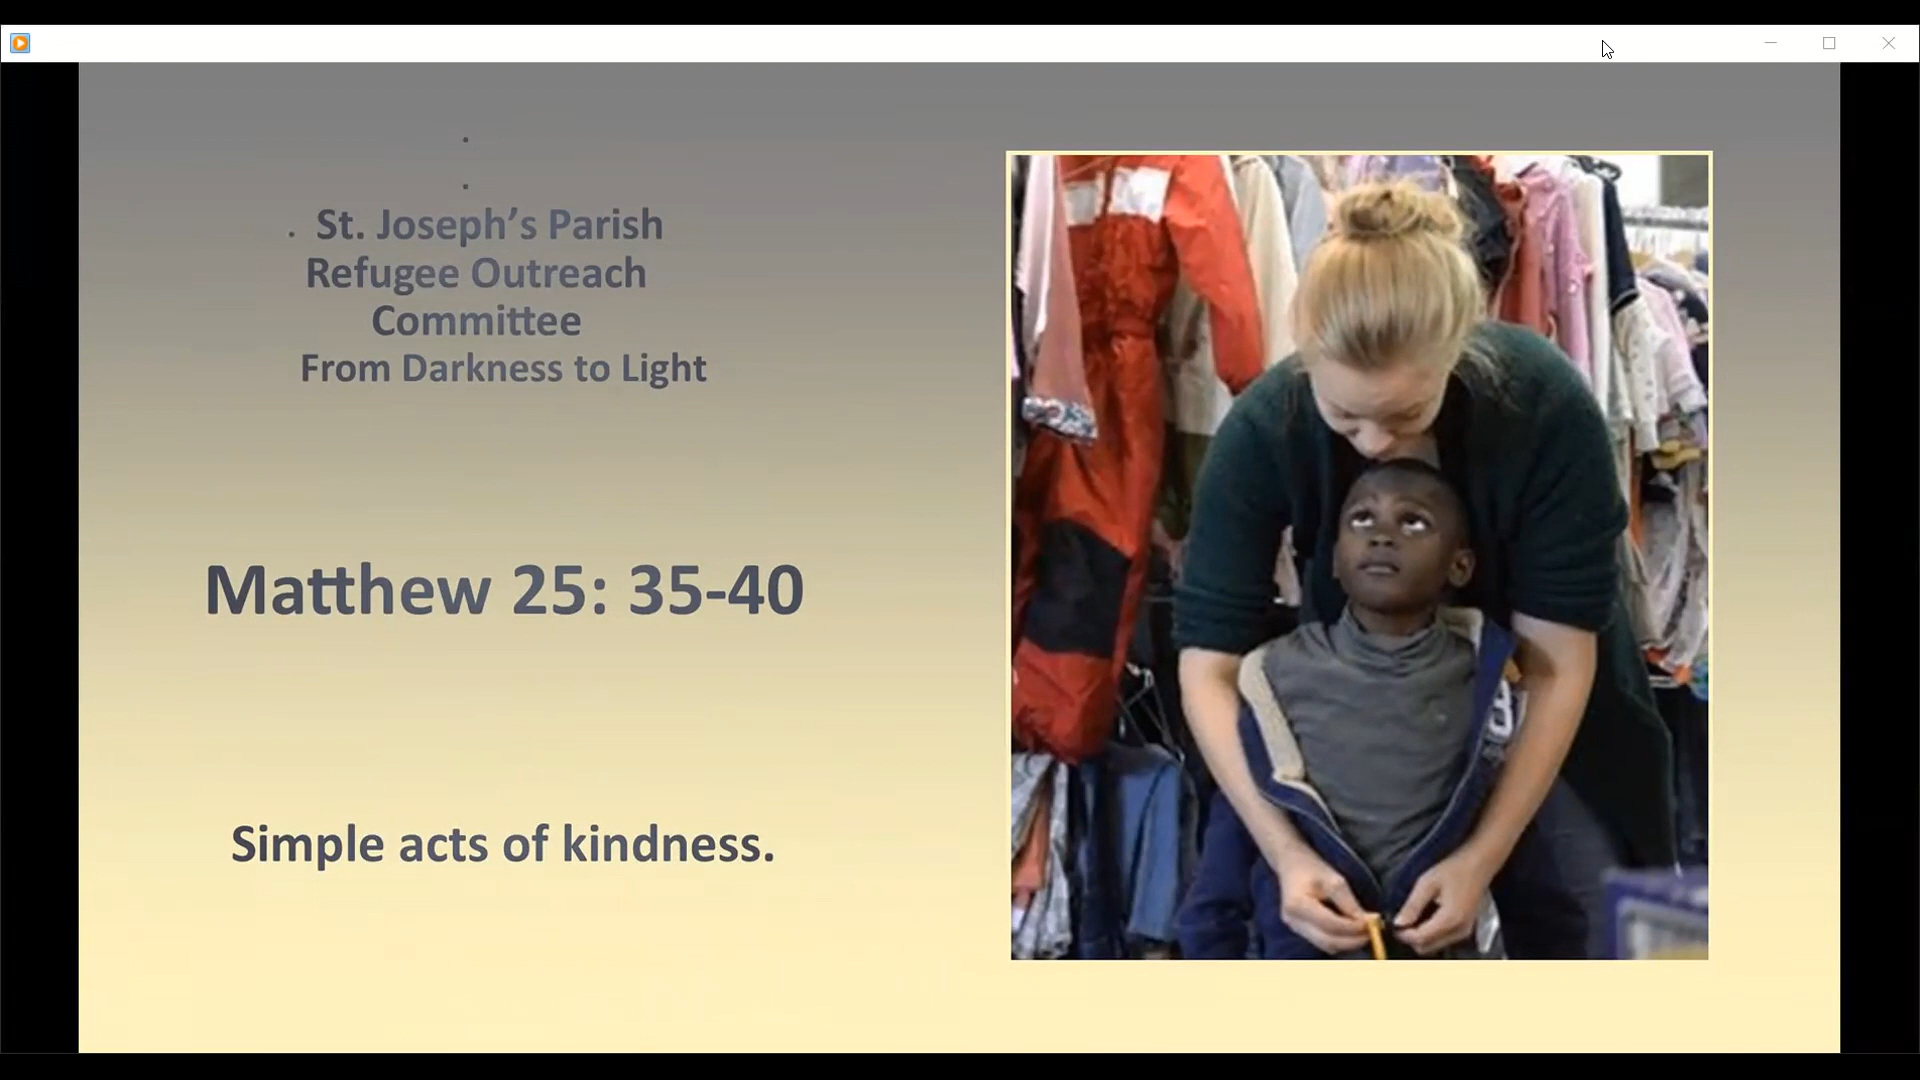 St. Joseph’s Parish
Refugee Outreach
Committee
From Darkness to Light
Matthew 25: 35-40
Simple acts of kindness.